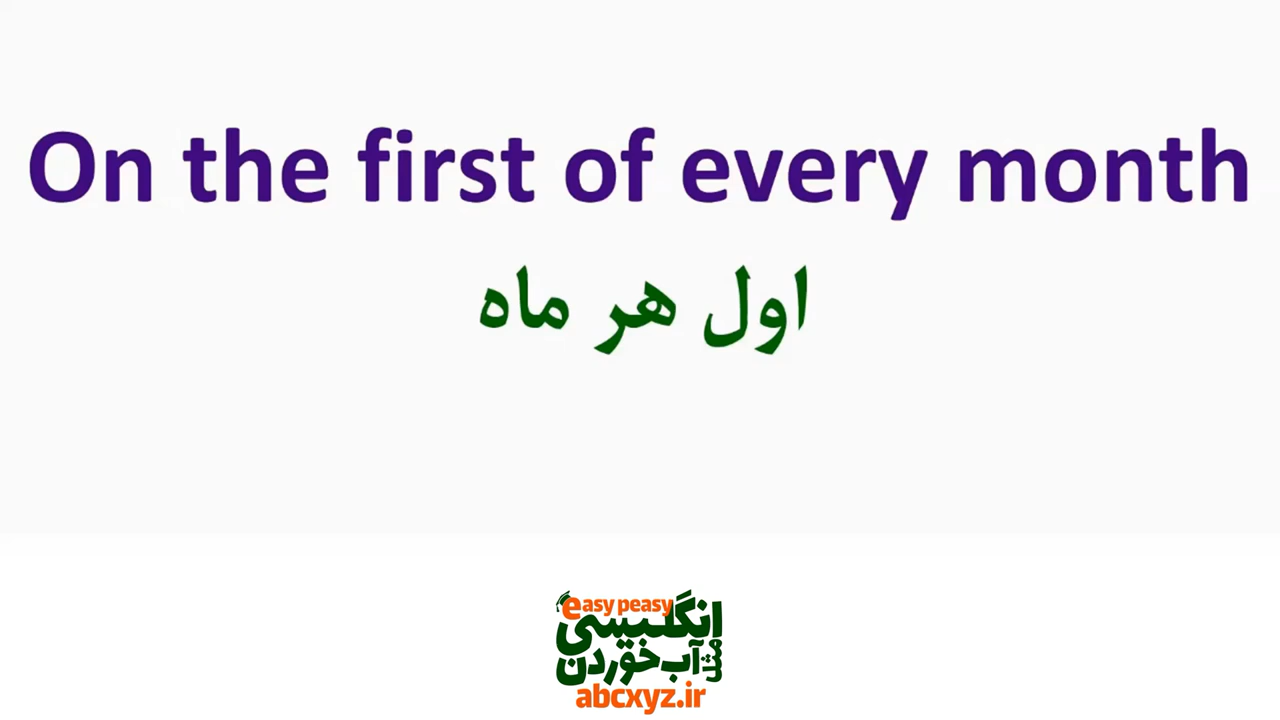 On the first of every month
اول هر ماه
easy peasy
انگلیسی
مثل آب خوردن
abcxyz.ir